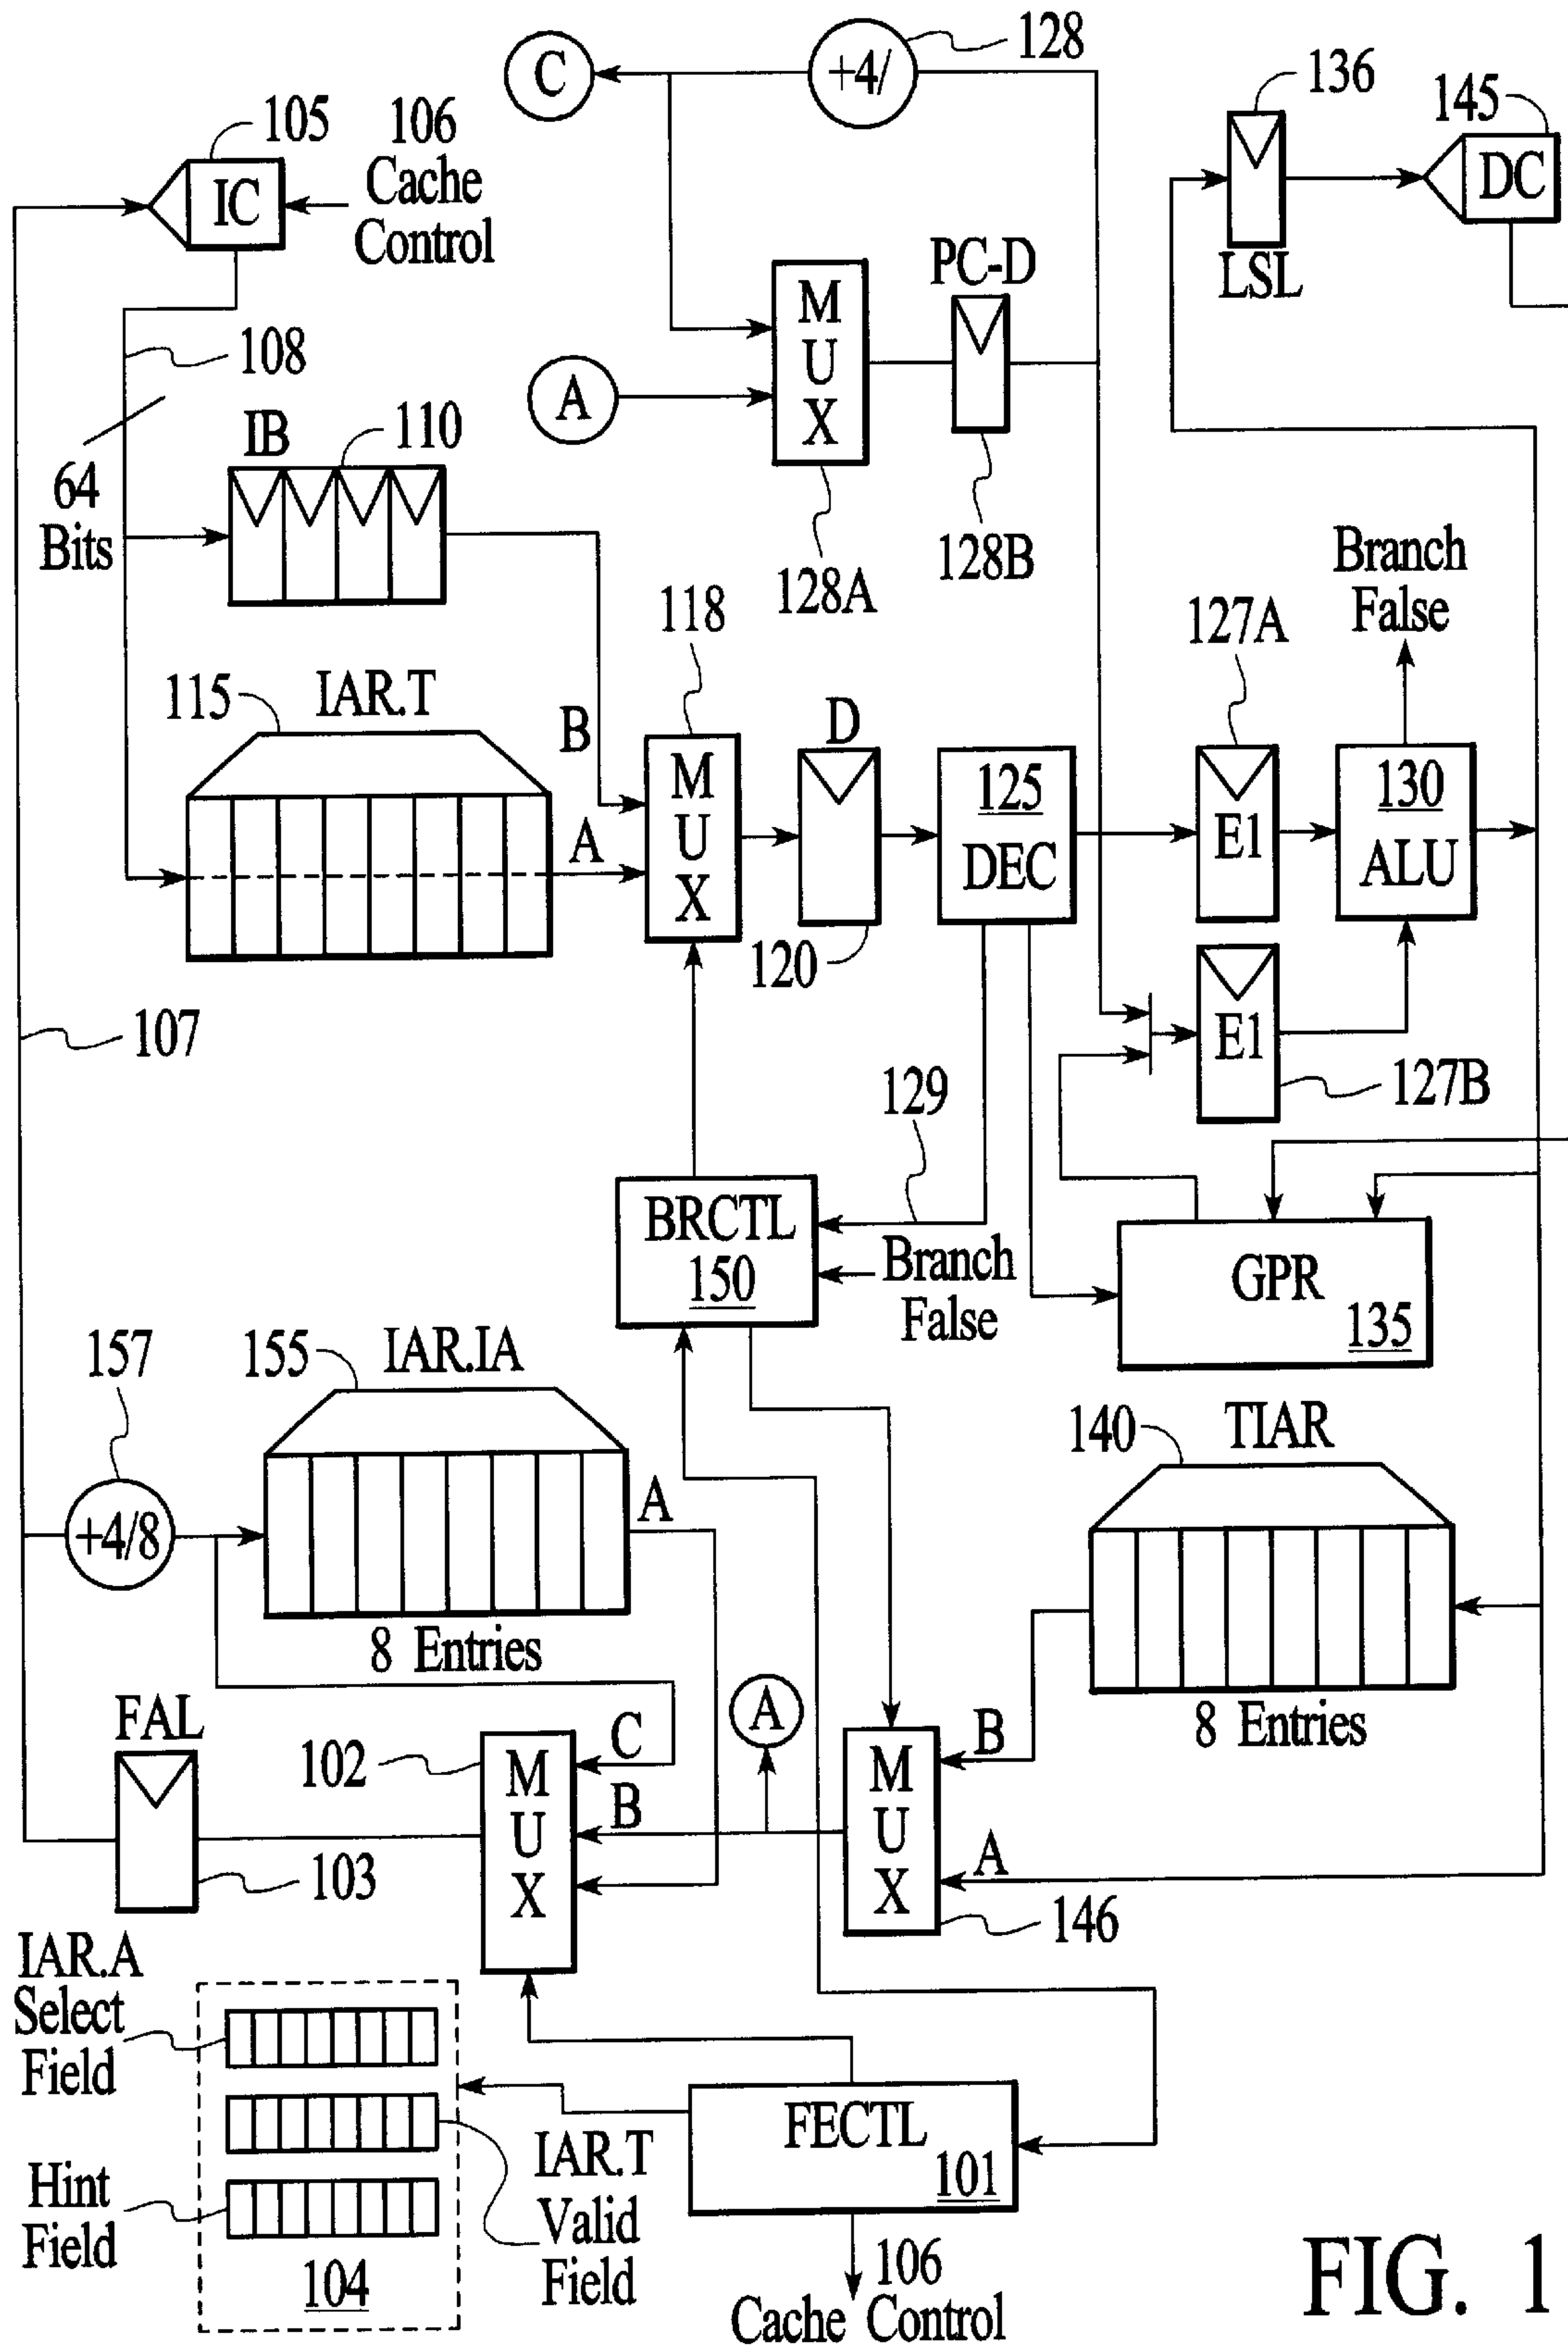 C
+4/
128
136
145
105
IC
106
Cache
Control
DC
LSL
108
64
Bits
IB
110
A
M
U
X
128A
PC-D
128B
Branch
False
115
IAR.T
118
B
A
M
U
X
D
120
125
DEC
127A
E1
130
ALU
E1
127B
107
129
BRCTL
150
Branch
False
GPR
135
157
155
IAR.IA
+4/8
A
8 Entries
140
TIAR
8 Entries
FAL
103
102
M
U
X
C
B
A
M
U
X
B
A
146
IAR.A
Select
Field
Hint
Field
104
IAR.T
Valid
Field
FECTL
101
106
Cache Control
FIG. 1